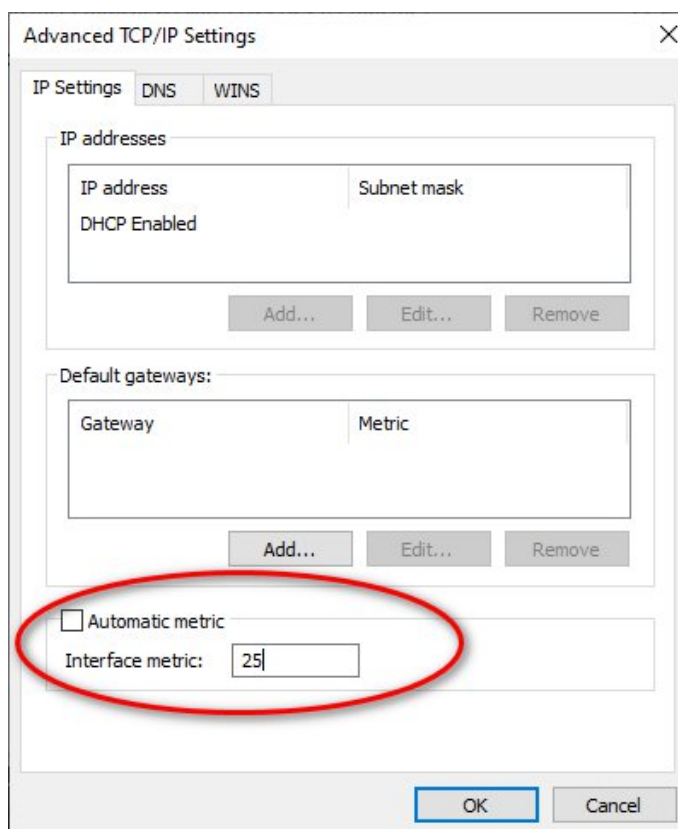 Advanced TCP/IP Settings
IP Settings DNS WINS
IP addresses
IP address Subnet mask
DHCP Enabled
Add... Edit... Remove
Default gateways:
Gateway Metric
Add... Edit... Remove
Automatic metric
Interface metric: 25
OK Cancel